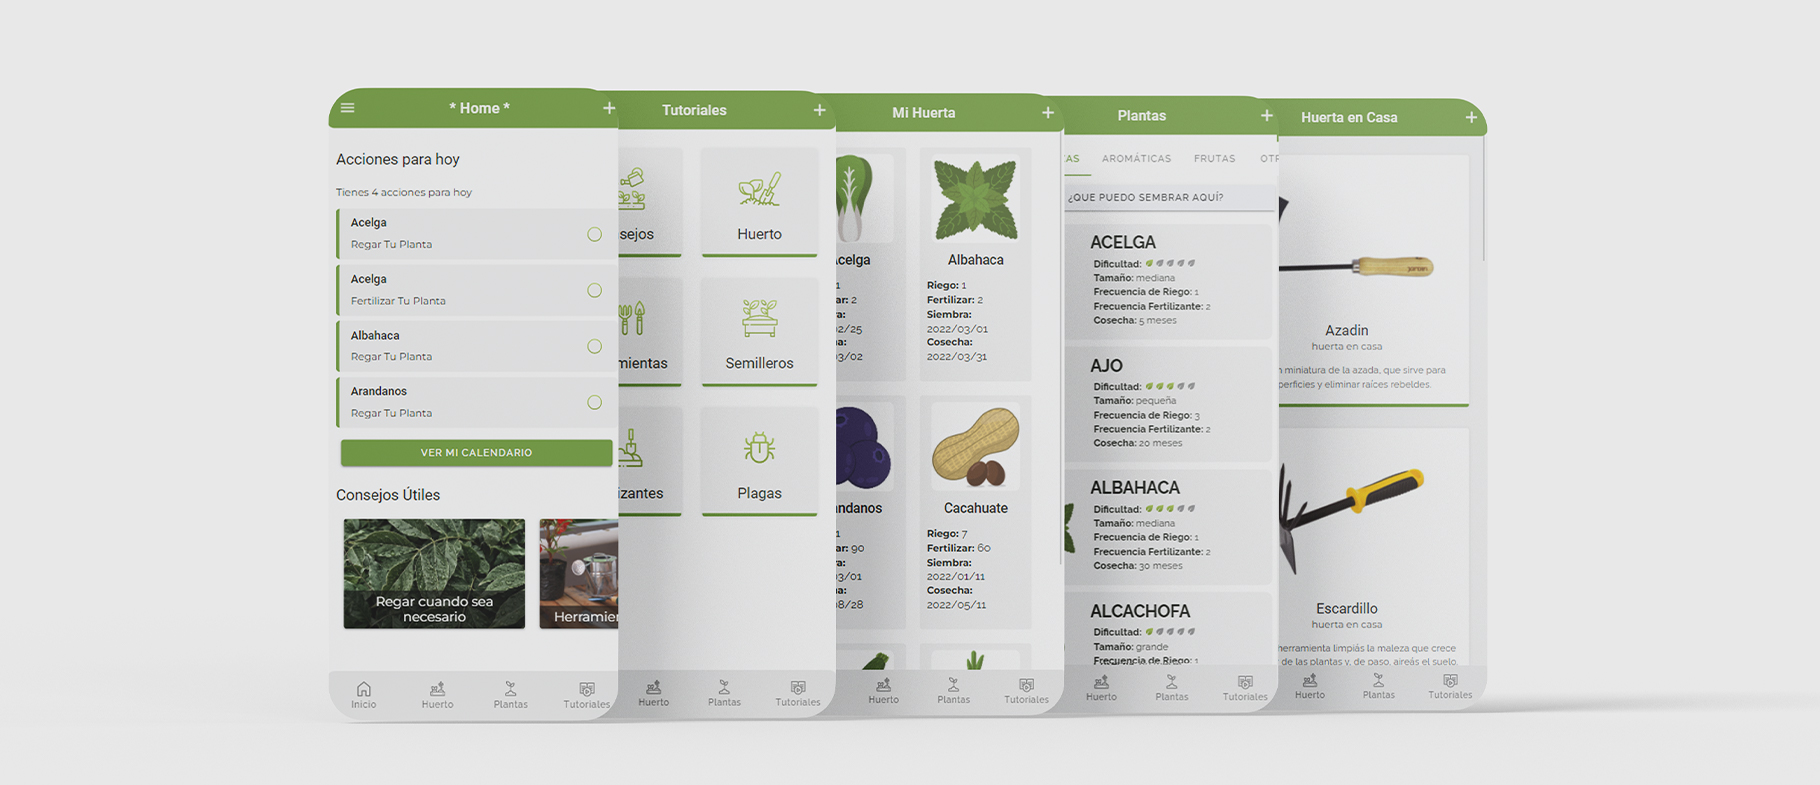 * Home *
Acciones para hoy
Tienes 4 acciones para hoy
Acelga
Regar Tu Planta
Acelga
Fertilizar Tu Planta
Albahaca
Regar Tu Planta
Arandanos
Regar Tu Planta
VER MI CALENDARIO
Consejos Útiles
Regar cuando sea
necesario
Herramie
Inicio
Huerto
Plantas
Tutoriales
Tutoriales
sejos
Huerto
mientas
Semilleros
izantes
Plagas
Huerto
Plantas
Tutoriales
Mi Huerta
Acelga
1
ar: 2
a:
02/25
a:
03/02
Albahaca
Riego: 1
Fertilizar: 2
Siembra:
2022/03/01
Cosecha:
2022/03/31
andanos
1
ar: 90
a:
3/01
a:
08/28
Cacahuate
Riego: 7
Fertilizar: 60
Siembra:
2022/01/11
Cosecha:
2022/05/11
Huerto
Plantas
Tutoriales
Plantas
AS
AROMÁTICAS
FRUTAS
OTR
¿QUE PUEDO SEMBRAR AQUÍ?
ACELGA
Dificultad:
Tamaño: mediana
Frecuencia de Riego: 1
Frecuencia Fertilizante: 2
Cosecha: 5 meses
AJO
Dificultad:
Tamaño: pequeña
Frecuencia de Riego: 3
Frecuencia Fertilizante: 2
Cosecha: 20 meses
ALBAHACA
Dificultad:
Tamaño: mediana
Frecuencia de Riego: 1
Frecuencia Fertilizante: 2
Cosecha: 30 meses
ALCACHOFA
Dificultad:
Tamaño: grande
Frecuencia de Riego: 1
Huerto
Plantas
Tutoriales
Huerta en Casa
Azadin
huerta en casa
n miniatura de la azada, que sirve para
perficies y eliminar raíces rebeldes.
Escardillo
huerta en casa
herramienta limpiás la maleza que crece
de las plantas y, de paso, aireás el suelo.
Huerto
Plantas
Tutoriales